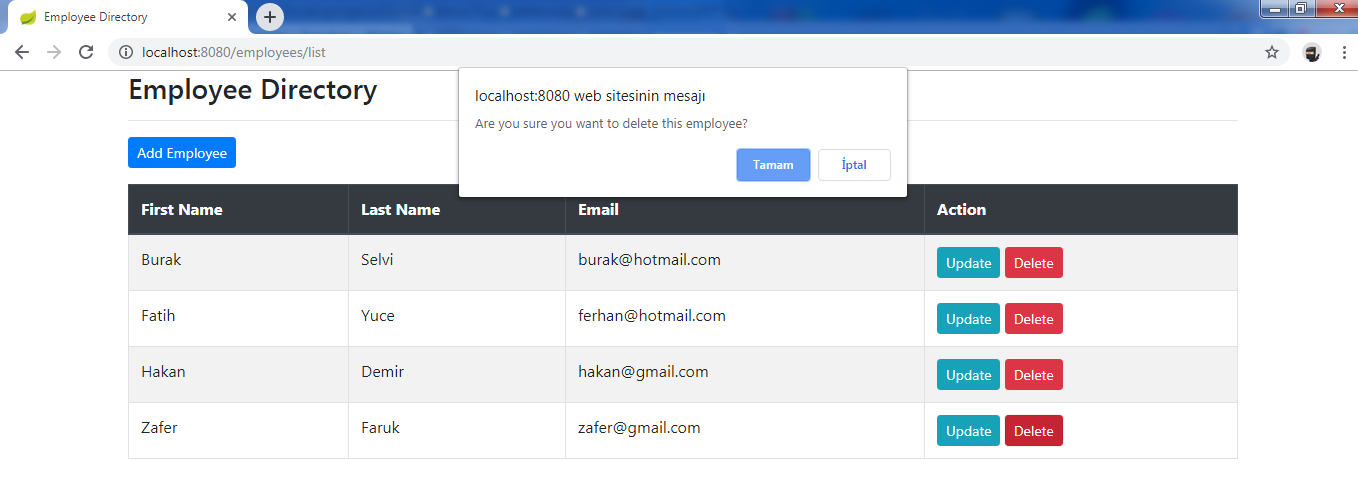 Employee Directory
localhost:8080/employees/list
Employee Directory
localhost:8080 web sitesinin mesajı
Are you sure you want to delete this employee?
Tamam İptal
Add Employee
First Name Last Name Email Action
Burak Selvi burak@hotmail.com Update Delete
Fatih Yuce ferhan@hotmail.com Update Delete
Hakan Demir hakan@gmail.com Update Delete
Zafer Faruk zafer@gmail.com Update Delete